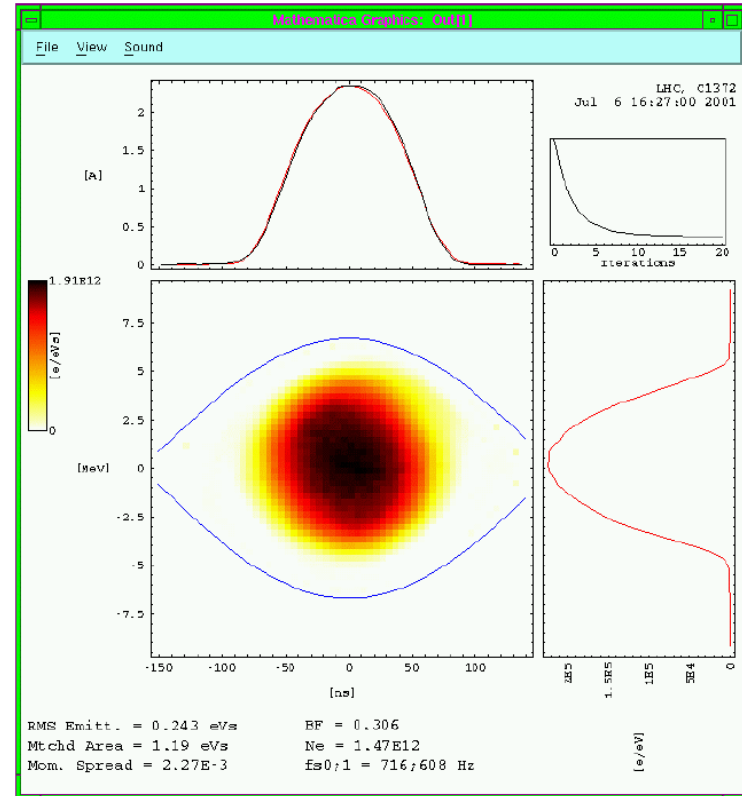 Mathematica Graphics: Out[1]
File View Sound
LHC, C1372
Jul 6 16:27:00 2001
2
1.5
[A]
1
0.5
0
0 5 10 15 20
Iterations
1.91E12
[e/eVs]
0
7.5
5
2.5
[MeV]
0
-2.5
-5
-7.5
-150 -100 -50 0 50 100
[ns]
2E5
1.5E5
1E5
5E4
0
[e/eV]
RMS Emitt. = 0.243 eVs BF = 0.306
Mtchd Area = 1.19 eVs Ne = 1.47E12
Mom. Spread = 2.27E-3 fs0;1 = 716;608 Hz